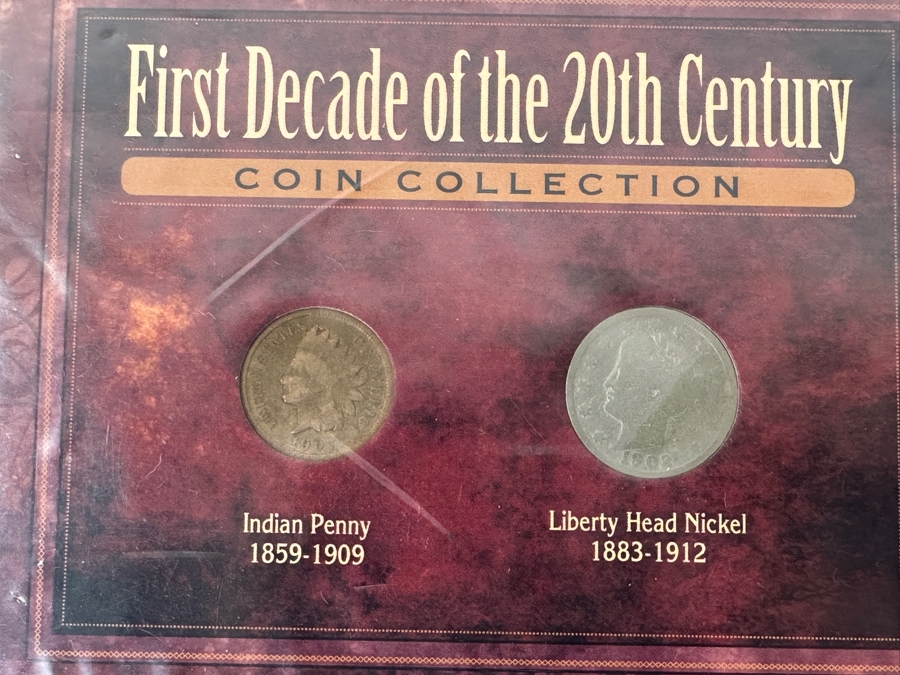 First Decade of the 20th Century
COIN COLLECTION
Indian Penny
1859-1909
Liberty Head Nickel
1883-1912